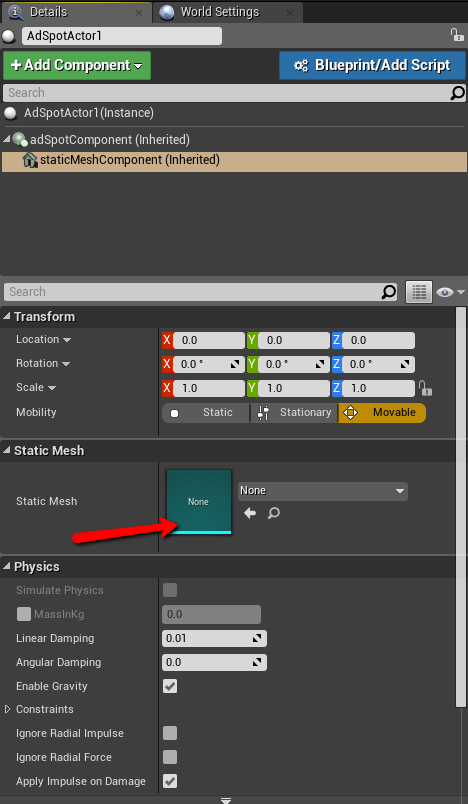 Details World Settings
AdSpotActor1
+Add Component Blueprint/Add Script
Search
AdSpotActor1(Instance)
adSpotComponent (Inherited)
staticMeshComponent (Inherited)
Search
Transform
Location X 0.0 Y 0.0 Z 0.0
Rotation X 0.0 ° Y 0.0 ° Z 0.0 °
Scale X 1.0 Y 1.0 Z 1.0
Mobility Static Stationary Movable
Static Mesh
Static Mesh None None
Physics
Simulate Physics
MassInKg 0.0
Linear Damping 0.01
Angular Damping 0.0
Enable Gravity
Constraints
Ignore Radial Impulse
Ignore Radial Force
Apply Impulse on Damage